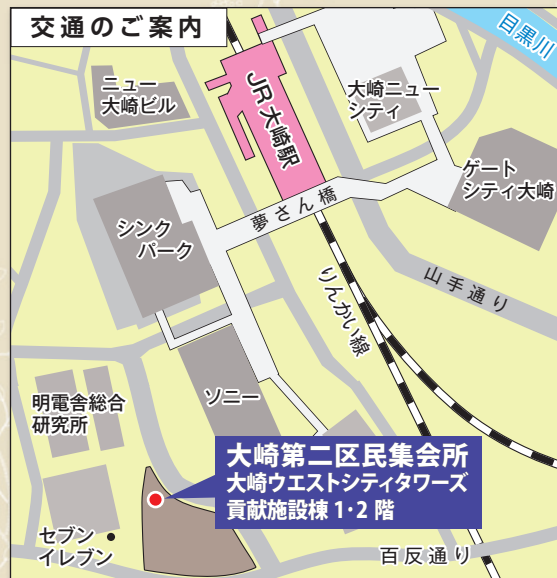 交通のご案内
目黒川
ニュー
大崎ビル
JR大崎駅
大崎ニュー
シティ
ゲート
シティ大崎
夢さん橋
シンク
パーク
山手通り
りんかい線
ソニー
明電舎総合
研究所
大崎第二区民集会所
大崎ウエストシティタワーズ
貢献施設棟 1・2 階
セブン
イレブン
百反通り